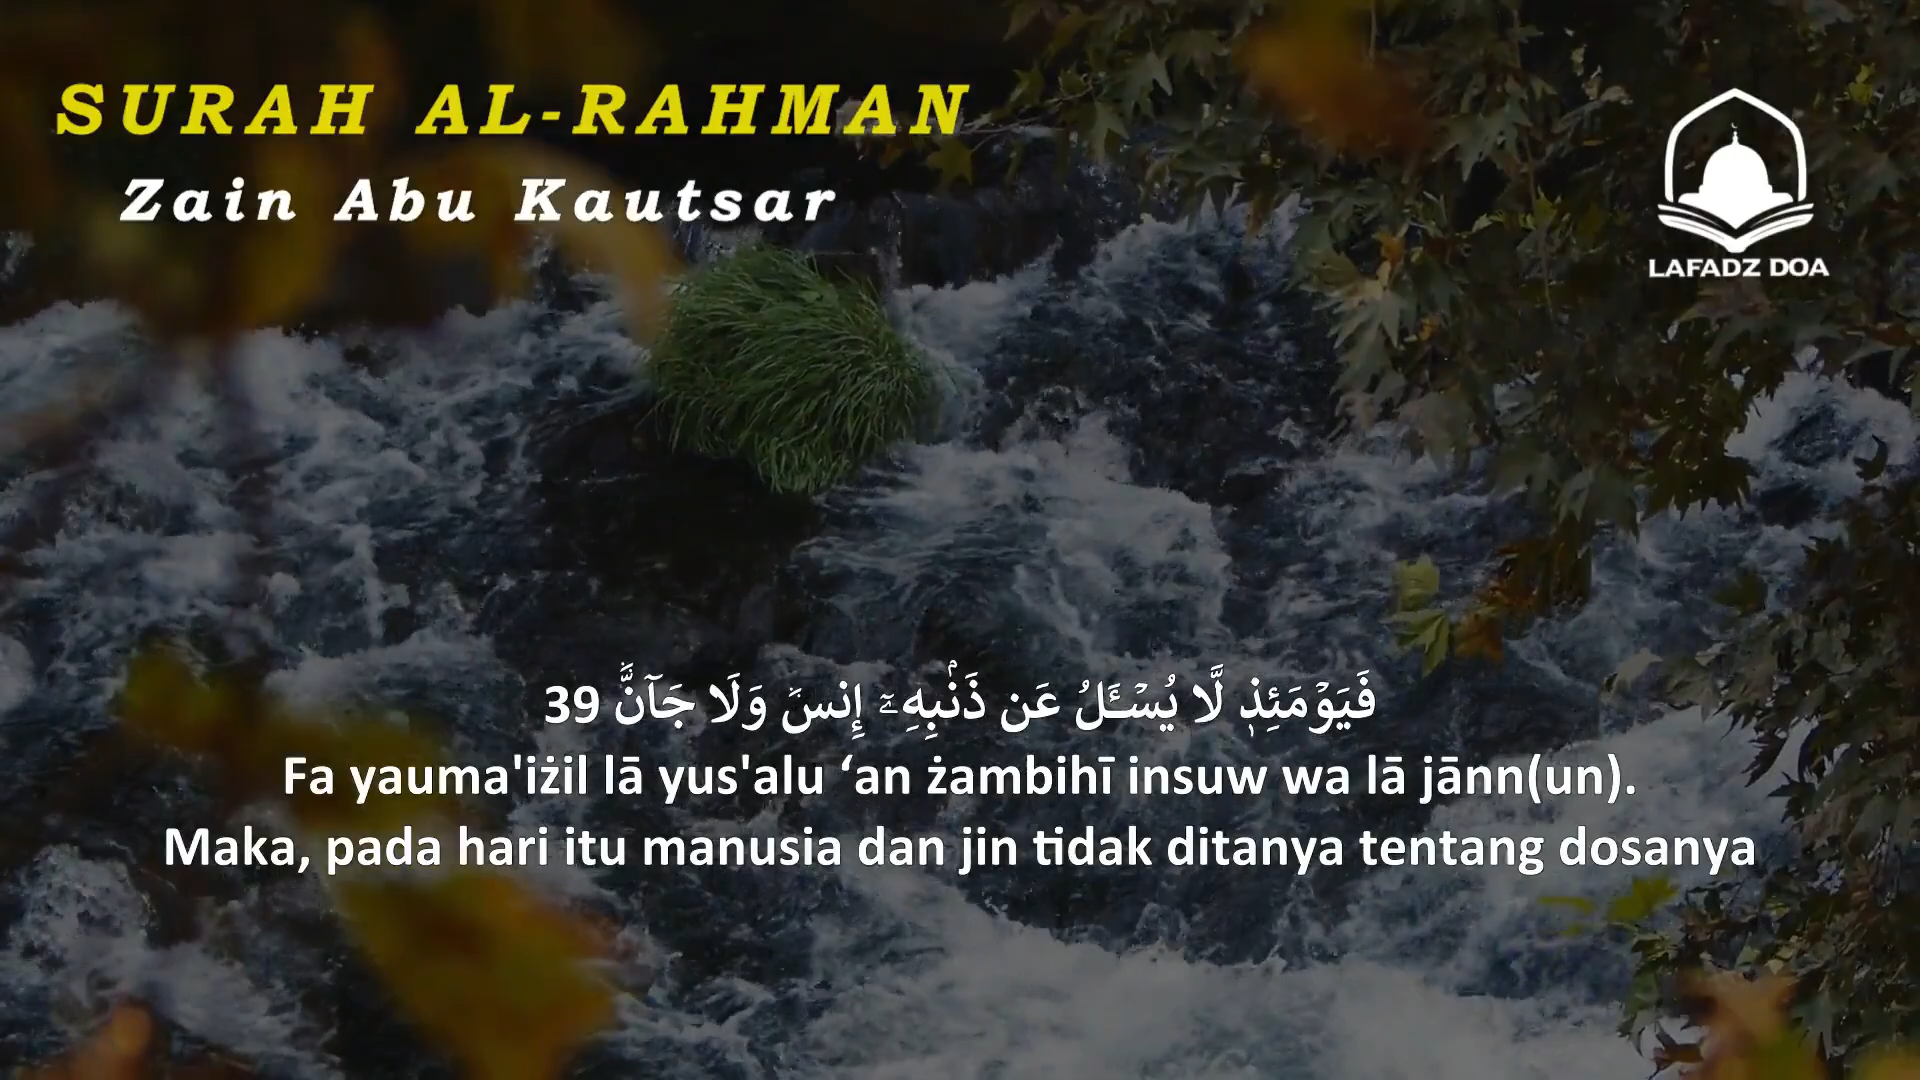 SURAH AL-RAHMAN
Zain Abu Kautsar
LAFADZ DOA
فَيَوْمَئِذٖ لَّا يُسْـَٔلُ عَن ذَنۢبِهِۦٓ إِنسٞ وَلَا جَآنّٞ 39
Fa yauma'iżil lā yus'alu ‘an żambihī insuw wa lā jānn(un).
Maka, pada hari itu manusia dan jin tidak ditanya tentang dosanya